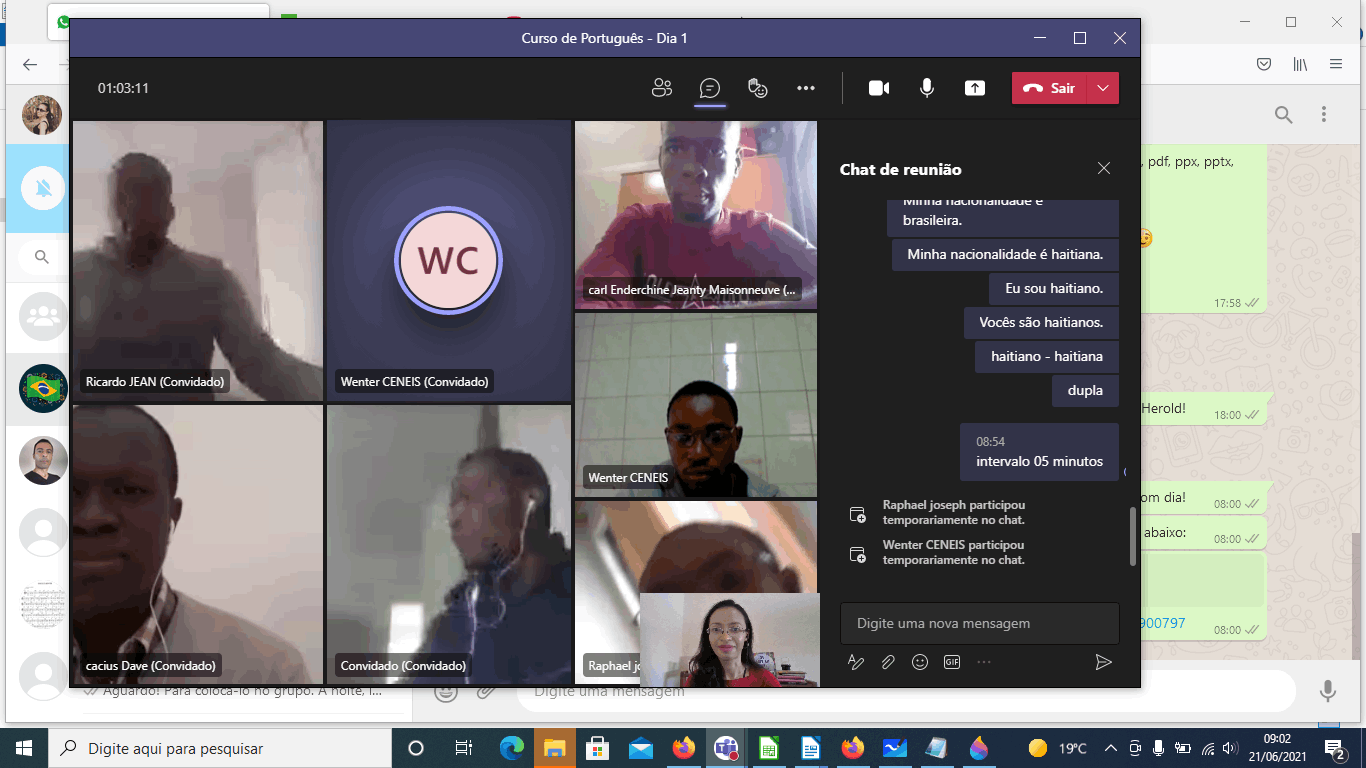 Curso de Português - Dia 1
01:03:11
Sair
Ricardo JEAN (Convidado)
WC
Wenter CENEIS (Convidado)
carl Enderchine Jeanty Maisonneuve (...
Wenter CENEIS
cacius Dave (Convidado)
Convidado (Convidado)
Raphael
Chat de reunião
Minha nacionalidade é
brasileira.
Minha nacionalidade é haitiana.
Eu sou haitiano.
Vocês são haitianos.
haitiano - haitiana
dupla
08:54
intervalo 05 minutos
Raphael joseph participou
temporariamente no chat.
Wenter CENEIS participou
temporariamente no chat.
Digite uma nova mensagem
GIF
, pdf, ppx, pptx,
17:58
Herold!
18:00
om dia!
08:00
abaixo:
08:00
900797
08:00
Aguardo! Para colocá-lo no grupo. À noite, I...
Digite uma mensagem
Digite aqui para pesquisar
19°C
09:02
21/06/2021
2